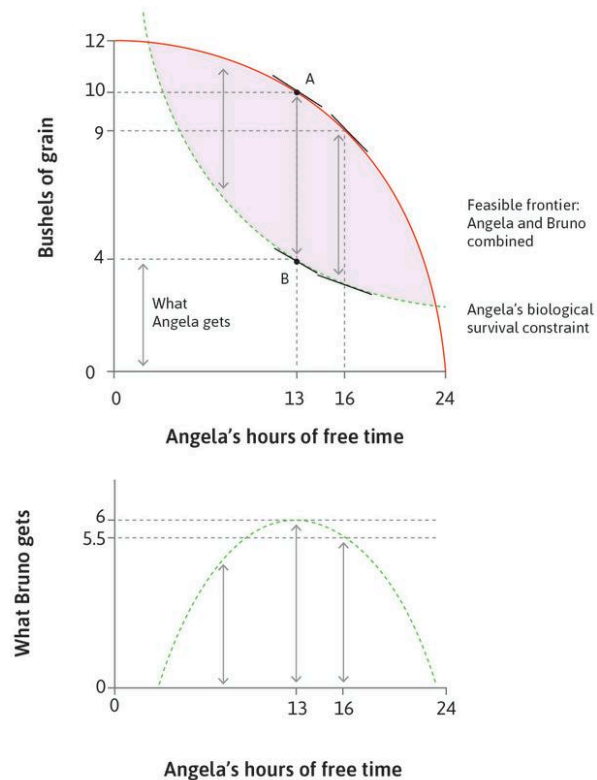 12
A
10
9
Bushels of grain
Feasible frontier:
Angela and Bruno
combined
4
B
What
Angela gets
Angela's biological
survival constraint
0
0
13
16
24
Angela's hours of free time
6
5.5
What Bruno gets
0
0
13
16
24
Angela's hours of free time